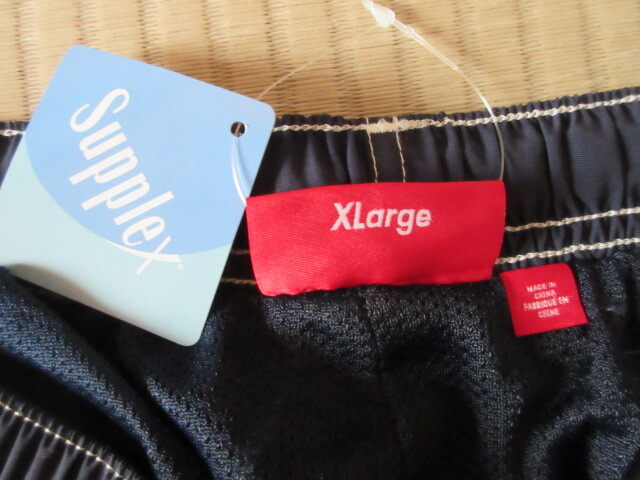 Supplex®
XLarge
MADE IN
CHINA
FABRIQUÉ EN
CHINE